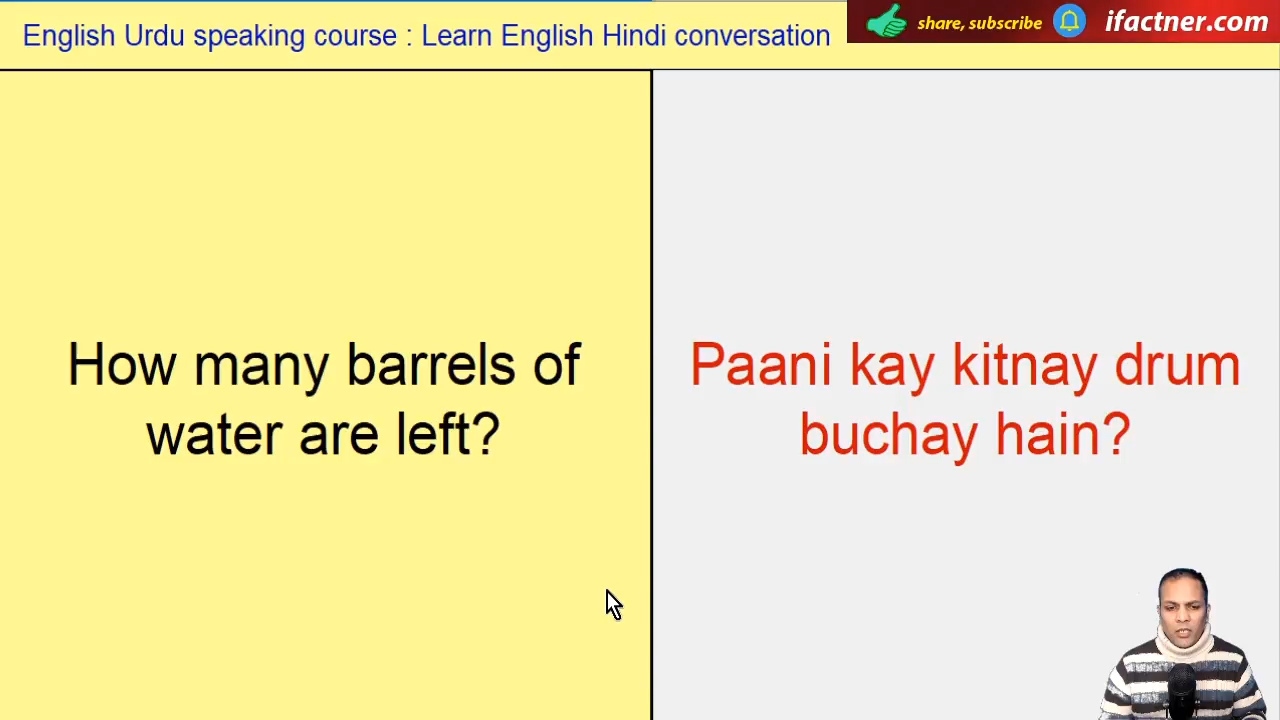 English Urdu speaking course : Learn English Hindi conversation
share, subscribe
ifactner.com
How many barrels of
water are left?
Paani kay kitnay drum
buchay hain?